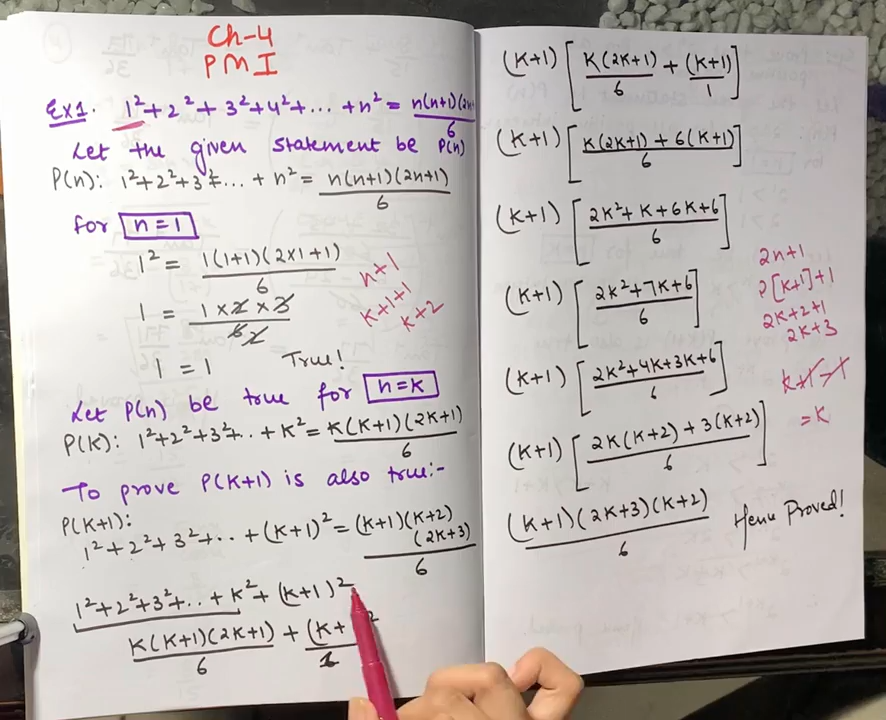 Ch-4
PMI
Ex1. 1² + 2² + 3² + 4² + ... + n² = n(n+1)(2n+ / 6
Let the given statement be P(n)
P(n): 1²+2²+3²+... + n² = n(n+1)(2n+1) / 6
for n=1
1² = 1(1+1)(2×1+1) / 6
1 = 1×2×3 / 6 2
1 = 1 True!
n+1
K+1+1
K+2
Let P(n) be true for n=K
P(K): 1²+2²+3²+.. + K² = K(K+1)(2K+1) / 6
To prove P(K+1) is also true:-
P(K+1):
1²+2²+3²+.. + (K+1)² = (K+1)(K+2)
(2K+3) / 6
1²+2²+3²+.. + K² + (K+1)²
K(K+1)(2K+1) / 6 + (K+ ² / 1
(K+1) [K(2K+1) / 6 + (K+1) / 1]
(K+1) [K(2K+1) + 6(K+1) / 6]
(K+1) [2K²+K+6K+6 / 6]
(K+1) [2K²+7K+6 / 6]
(K+1) [2K²+4K+3K+6 / 6]
(K+1) [2K(K+2) + 3(K+2) / 6]
(K+1)(2K+3)(K+2) / 6 Henu Proved!
2n+1
2[K+1]+1
2K+2+1
2K+3
K+1-1
=K